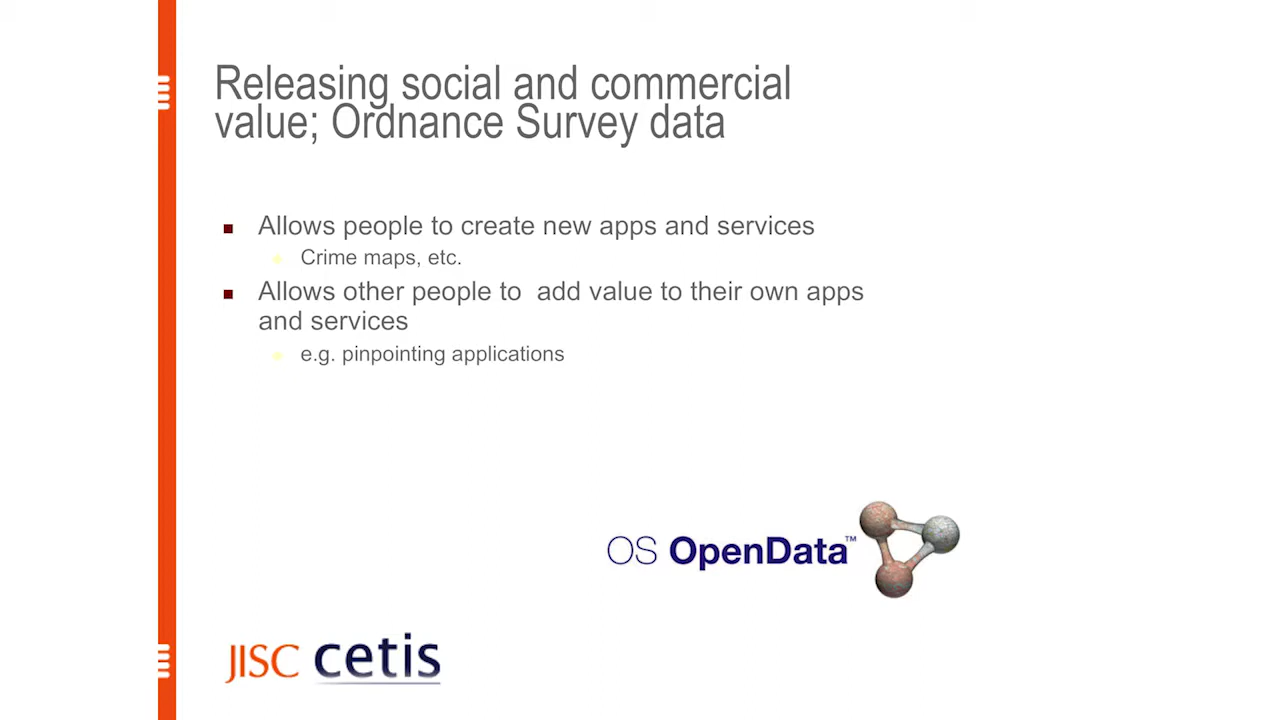 Releasing social and commercial
value; Ordnance Survey data
Allows people to create new apps and services
Crime maps, etc.
Allows other people to  add value to their own apps
and services
e.g. pinpointing applications
OS OpenData™
JISC cetis